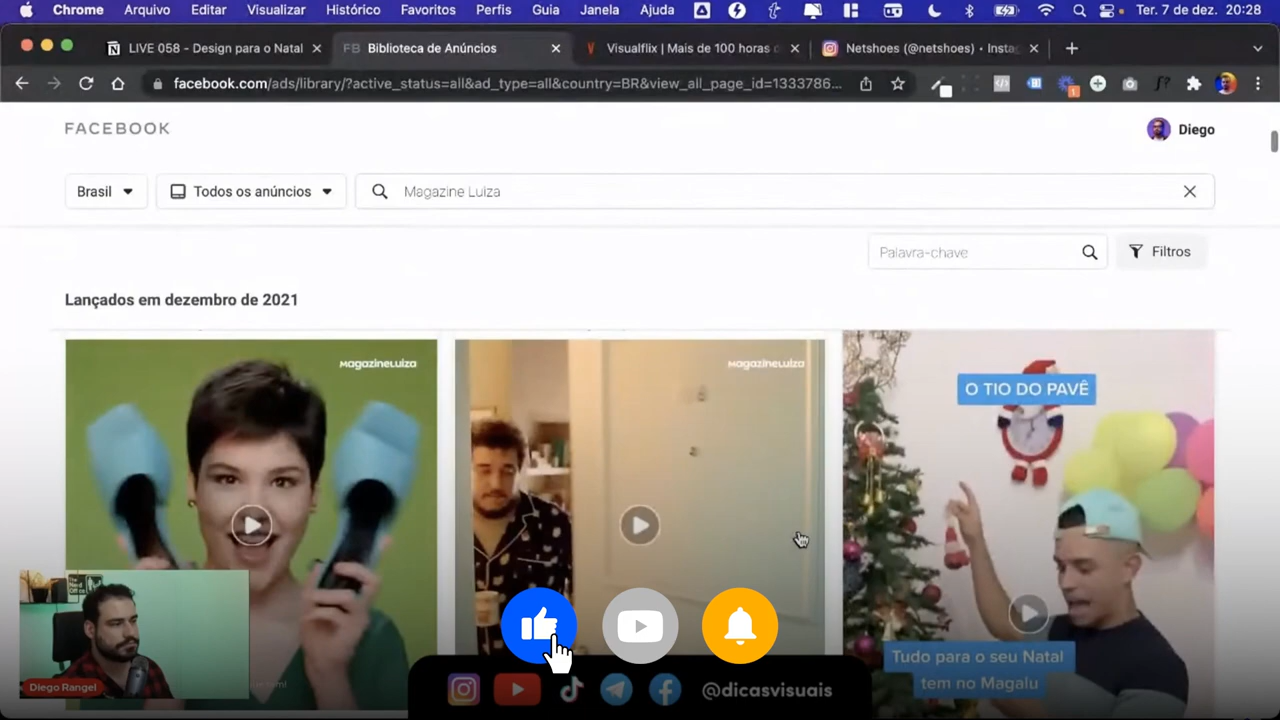 Chrome Arquivo Editar Visualizar Histórico Favoritos Perfis Guia Janela Ajuda Ter. 7 de dez. 20:28
LIVE 058 - Design para o Natal FB Biblioteca de Anúncios Visualflix | Mais de 100 horas Netshoes (@netshoes) • Insta
facebook.com/ads/library/?active_status=all&ad_type=all&country=BR&view_all_page_id=1333786...
FACEBOOK
Diego
Brasil Todos os anúncios Magazine Luiza
Palavra-chave Filtros
Lançados em dezembro de 2021
magazineluiza
magazineluiza
O TIO DO PAVÊ
Tudo para o seu Natal
tem no Magalu
Diego Rangel
@dicasvisuais